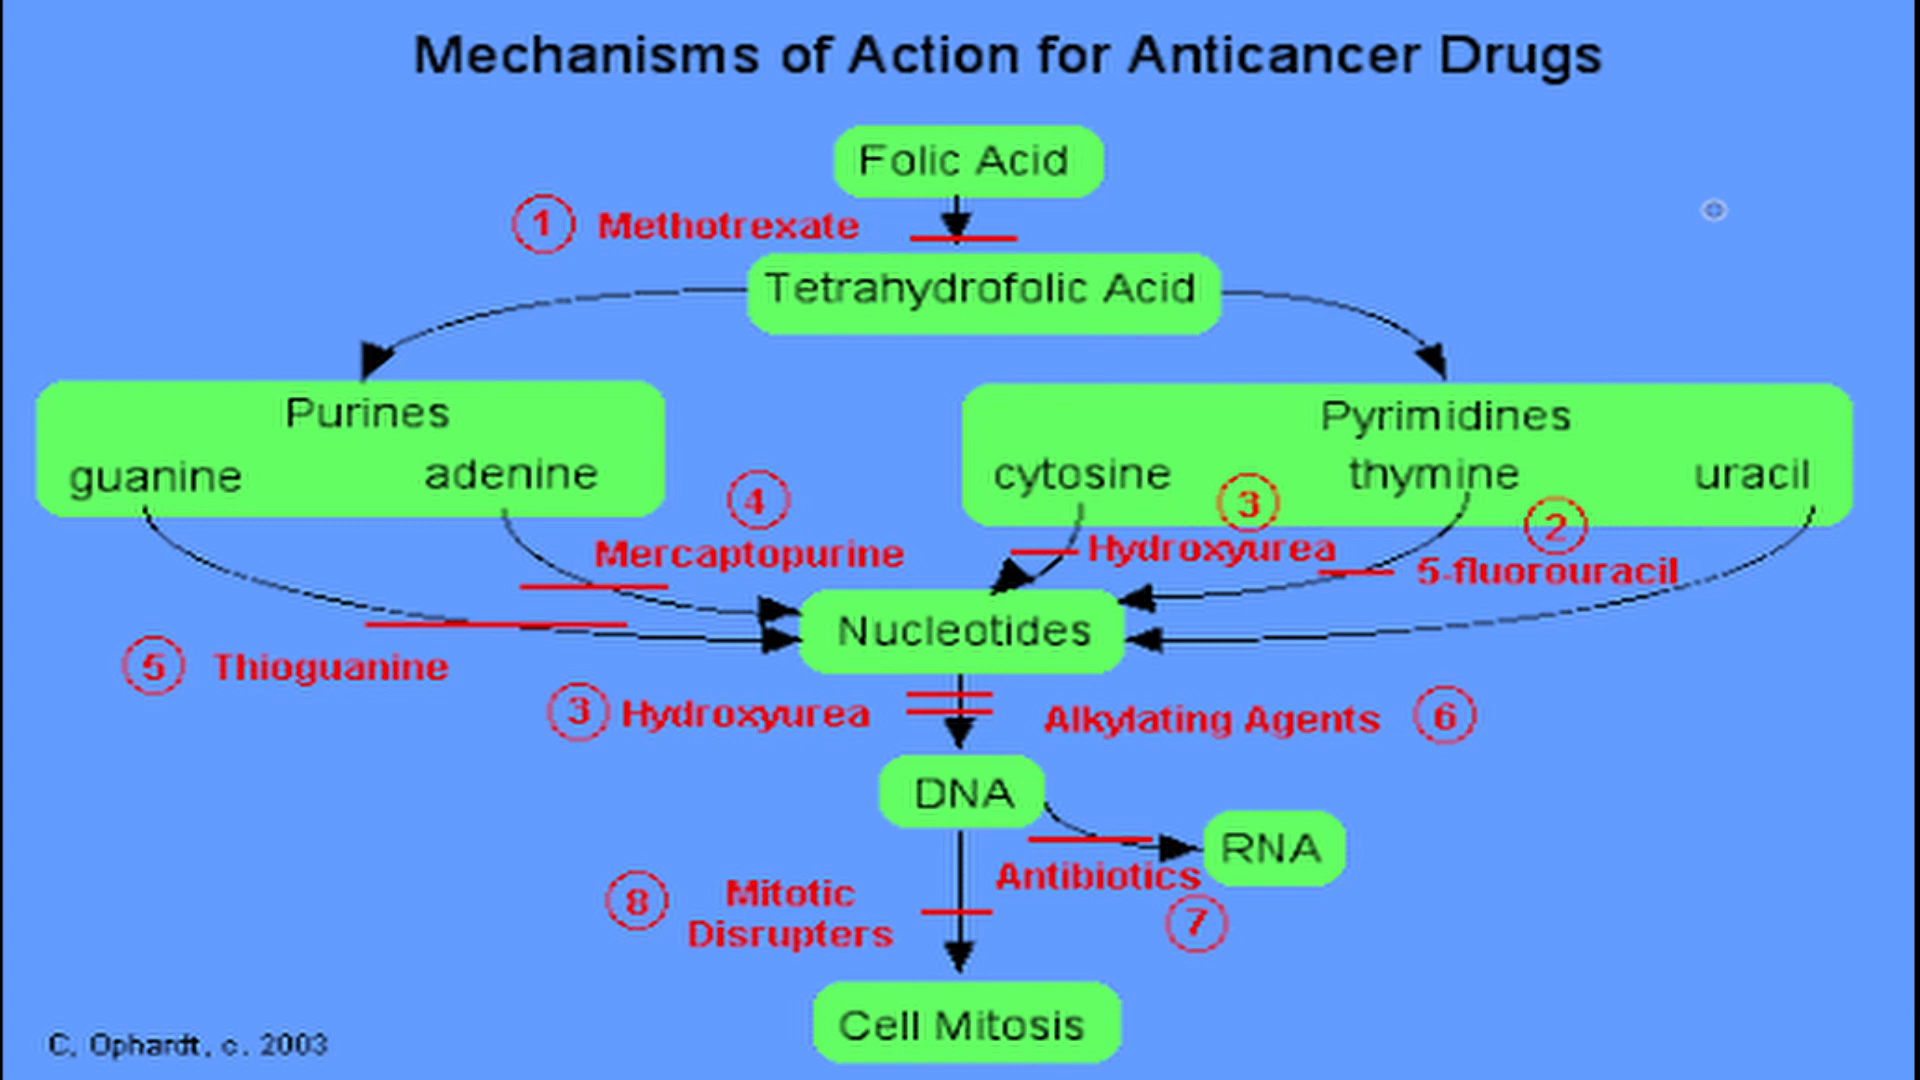 Mechanisms of Action for Anticancer Drugs
Folic Acid
1 Methotrexate
Tetrahydrofolic Acid
Purines
guanine adenine
Pyrimidines
cytosine thymine uracil
4
Mercaptopurine
3
Hydroxyurea
2
5-fluorouracil
Nucleotides
5 Thioguanine
3 Hydroxyurea
Alkylating Agents 6
DNA
RNA
Antibiotics
7
8 Mitotic
Disrupters
Cell Mitosis
C, Ophardt, c. 2003